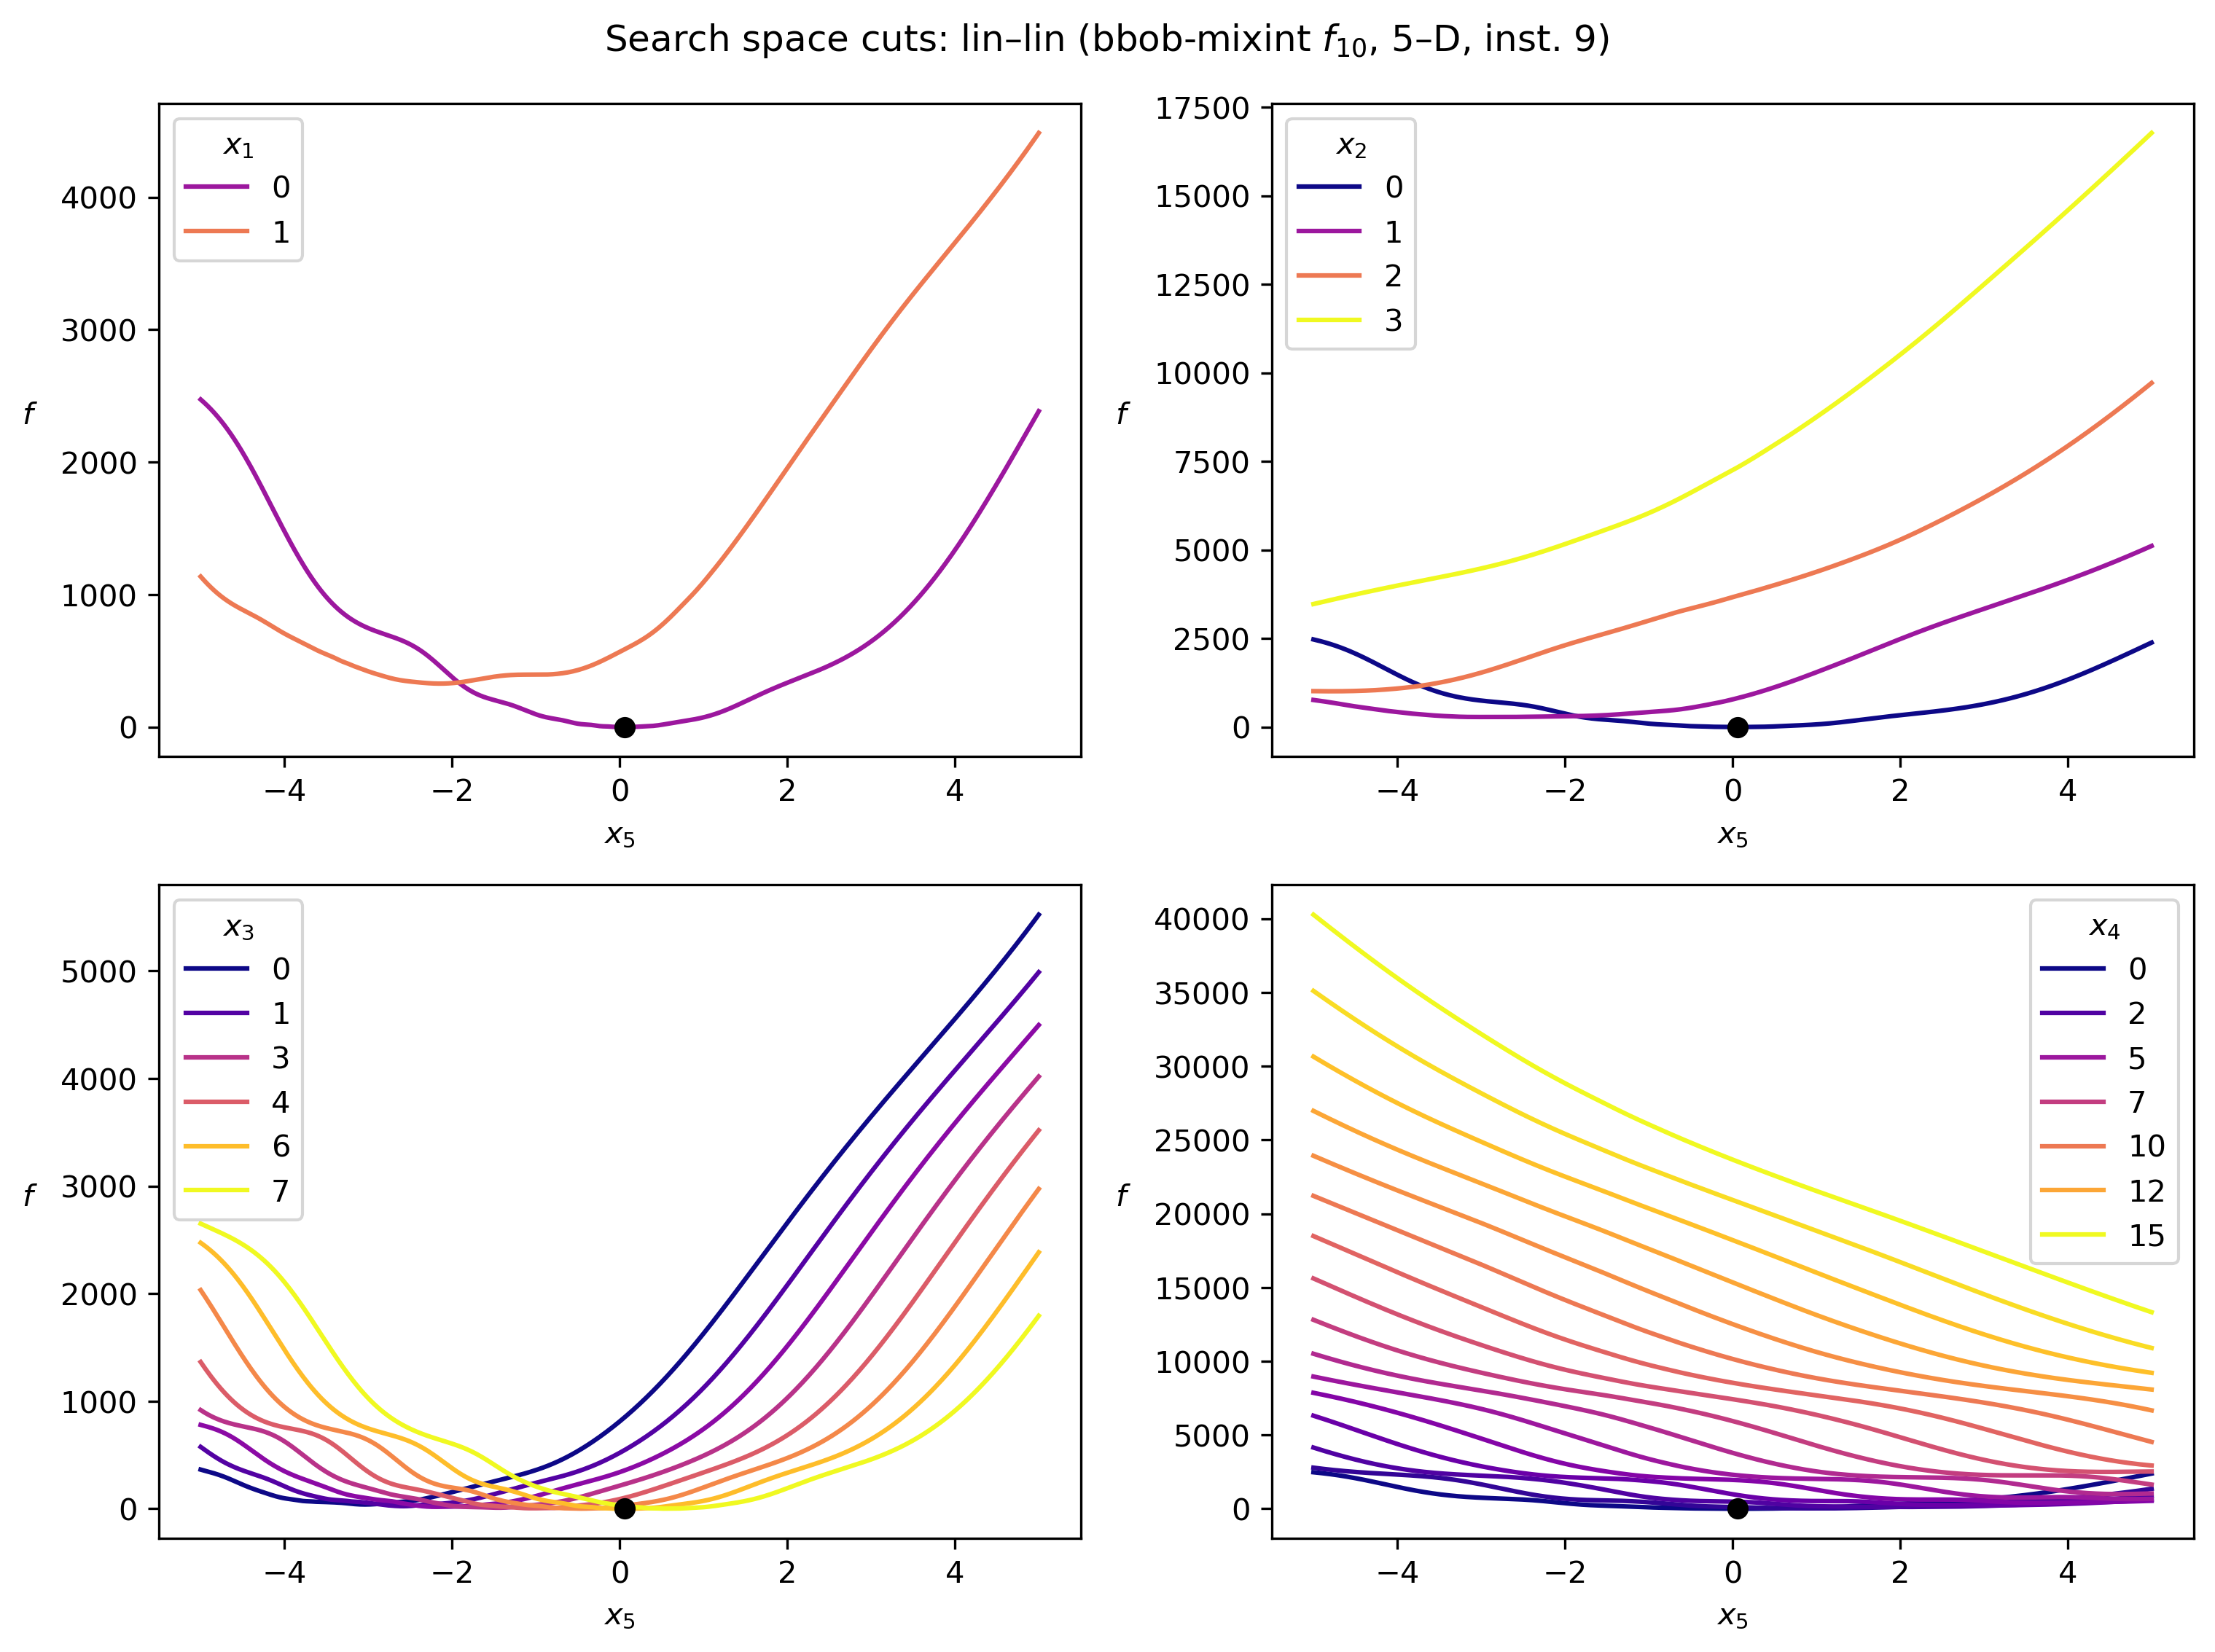 Search space cuts: lin–lin (bbob-mixint f₁₀, 5–D, inst. 9)
x₁
0
1
f
4000
3000
2000
1000
0
−4 −2 0 2 4
x₅
x₂
0
1
2
3
f
17500
15000
12500
10000
7500
5000
2500
0
−4 −2 0 2 4
x₅
x₃
0
1
3
4
6
7
f
5000
4000
3000
2000
1000
0
−4 −2 0 2 4
x₅
x₄
0
2
5
7
10
12
15
f
40000
35000
30000
25000
20000
15000
10000
5000
0
−4 −2 0 2 4
x₅